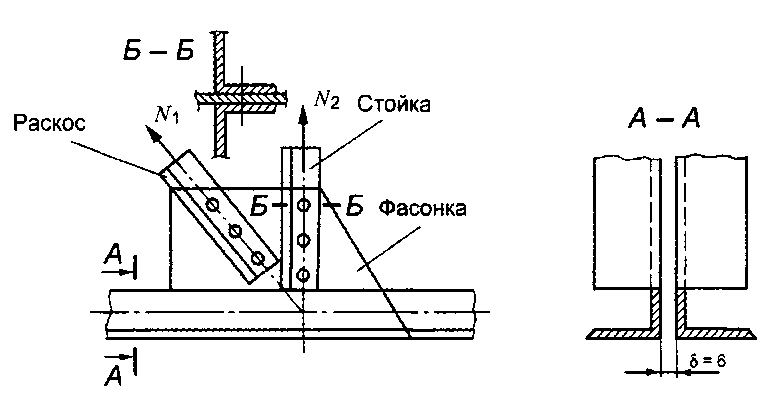 Б – Б
N2
Стойка
N1
Раскос
А – А
Б
Б
Фасонка
А
А
δ = 6